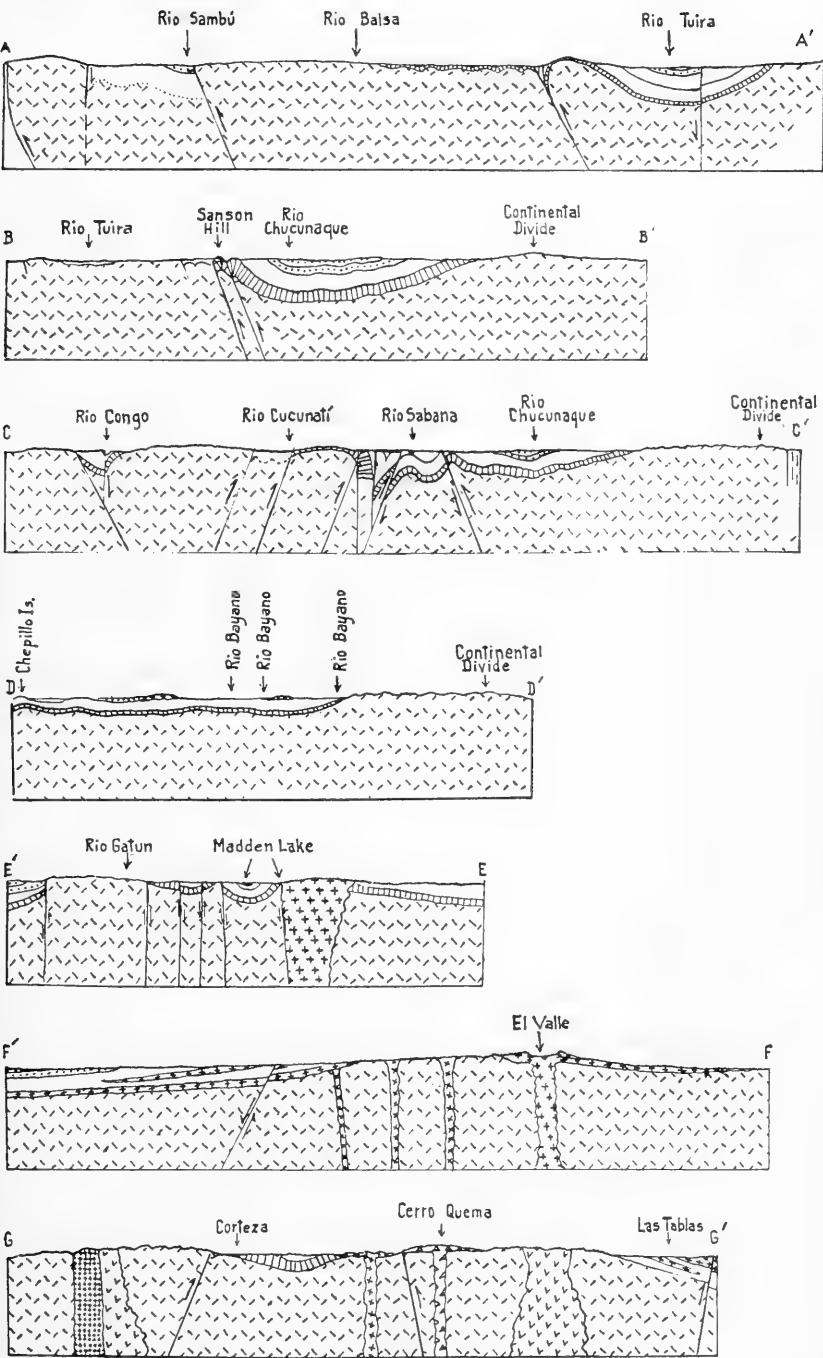 Rio Sambú Rio Balsa Rio Tuira
A A'
Rio Tuira Sanson Hill Rio Chucunaque Continental Divide
B B'
Rio Congo Rio Cucunatí Rio Sabana Rio Chucunaque Continental Divide
C C'
Chepillo Is. Rio Bayano Rio Bayano Rio Bayano Continental Divide
D D'
Rio Gatun Madden Lake
E' E
El Valle
F' F
Corteza Cerro Quema Las Tablas
G G'